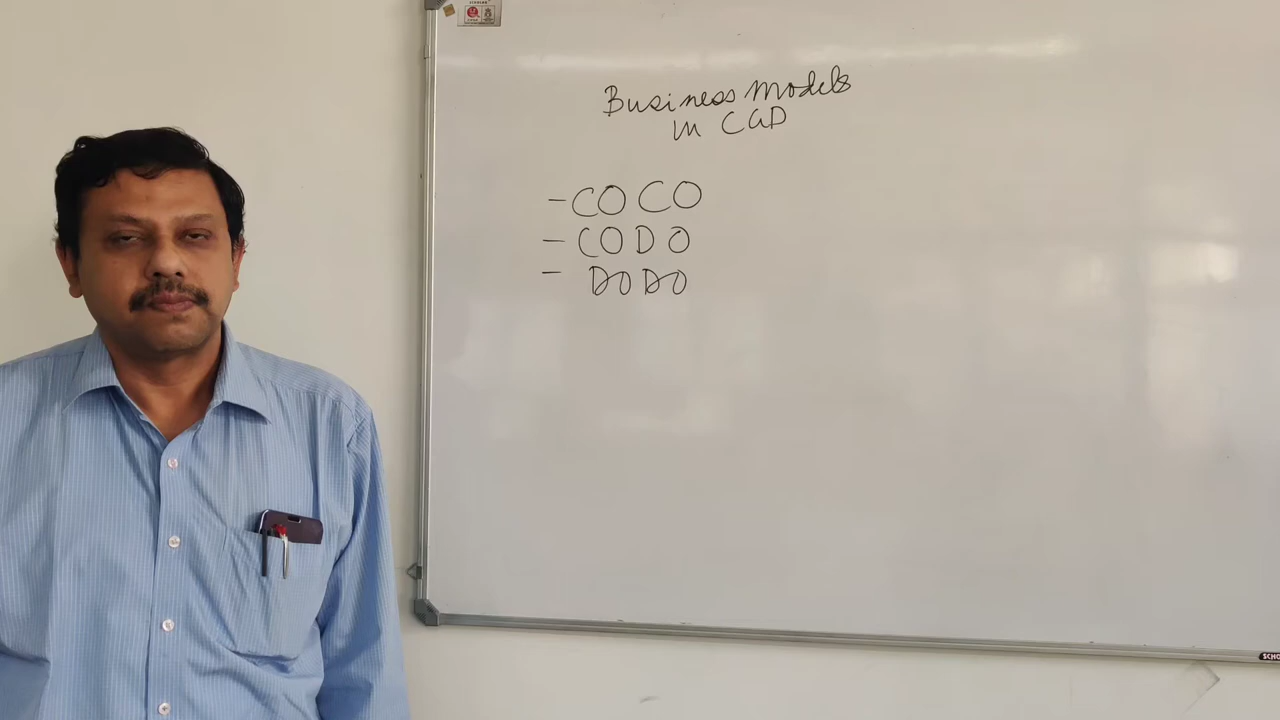 Business Models
in CGD
- COCO
- CODO
- DODO